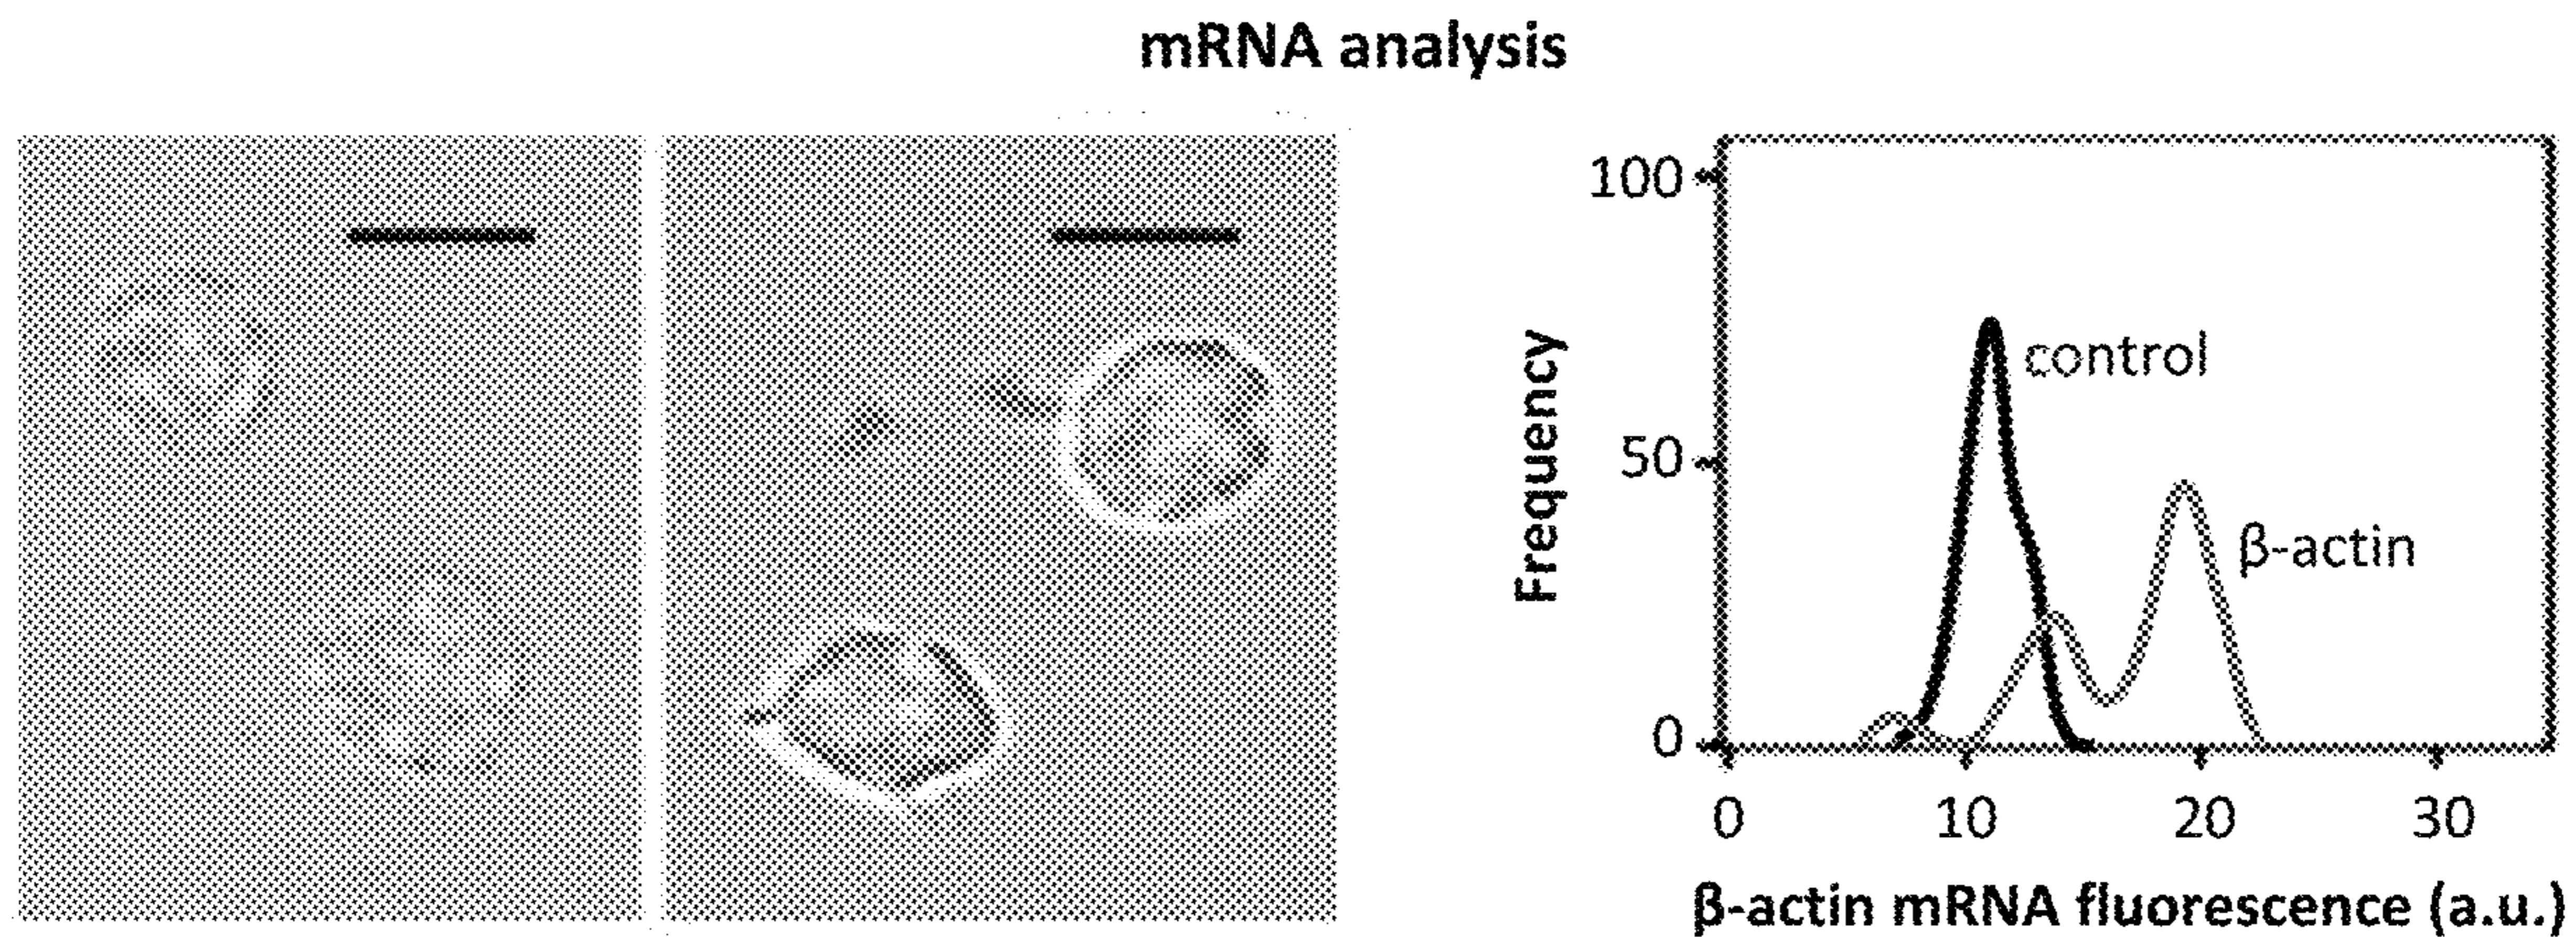 mRNA analysis
100
50
0
Frequency
control
β-actin
0 10 20 30
β-actin mRNA fluorescence (a.u.)